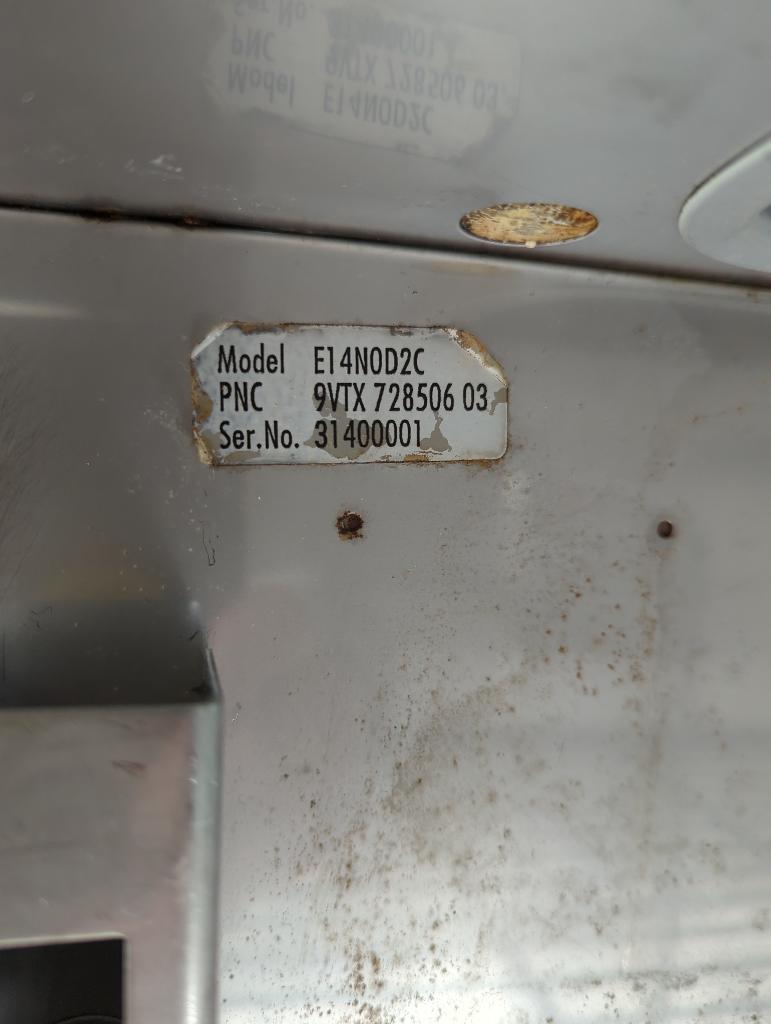 Model E14N0D2C
PNC 9VTX 728506 03
Ser.No. 31400001